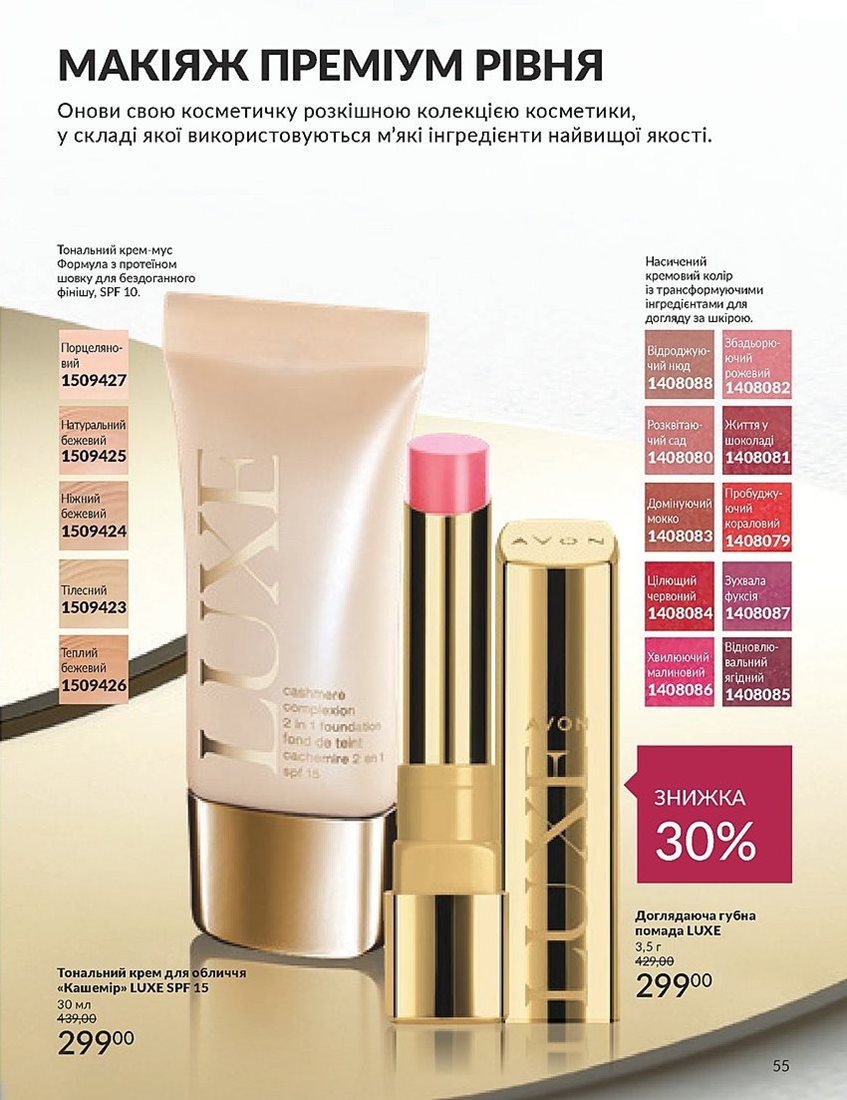 МАКІЯЖ ПРЕМІУМ РІВНЯ
Онови свою косметичку розкішною колекцією косметики,
у складі якої використовуються м’які інгредієнти найвищої якості.
Тональний крем-мус
Формула з протеїном
шовку для бездоганного
фінішу, SPF 10.
Порцеляно-
вий
1509427
Натуральний
бежевий
1509425
Ніжний
бежевий
1509424
Тілесний
1509423
Теплий
бежевий
1509426
Насичений
кремовий колір
із трансформуючими
інгредієнтами для
догляду за шкірою.
Відроджую-
чий нюд
1408088
Збадьорю-
ючий
рожевий
1408082
Розквітаю-
чий сад
1408080
Життя у
шоколаді
1408081
Домінуючий
мокко
1408083
Пробуджу-
ючий
кораловий
1408079
Цілющий
червоний
1408084
Зухвала
фуксія
1408087
Хвилюючий
малиновий
1408086
Відновлю-
вальний
ягідний
1408085
LUXE
cashmere
complexion
2 in 1 foundation
fond de teint
cachemire 2 en 1
spf 15
AVON
AVON
LUXE
ЗНИЖКА
30%
Доглядаюча губна
помада LUXE
3,5 г
429,00
29900
Тональний крем для обличчя
«Кашемір» LUXE SPF 15
30 мл
439,00
29900
55